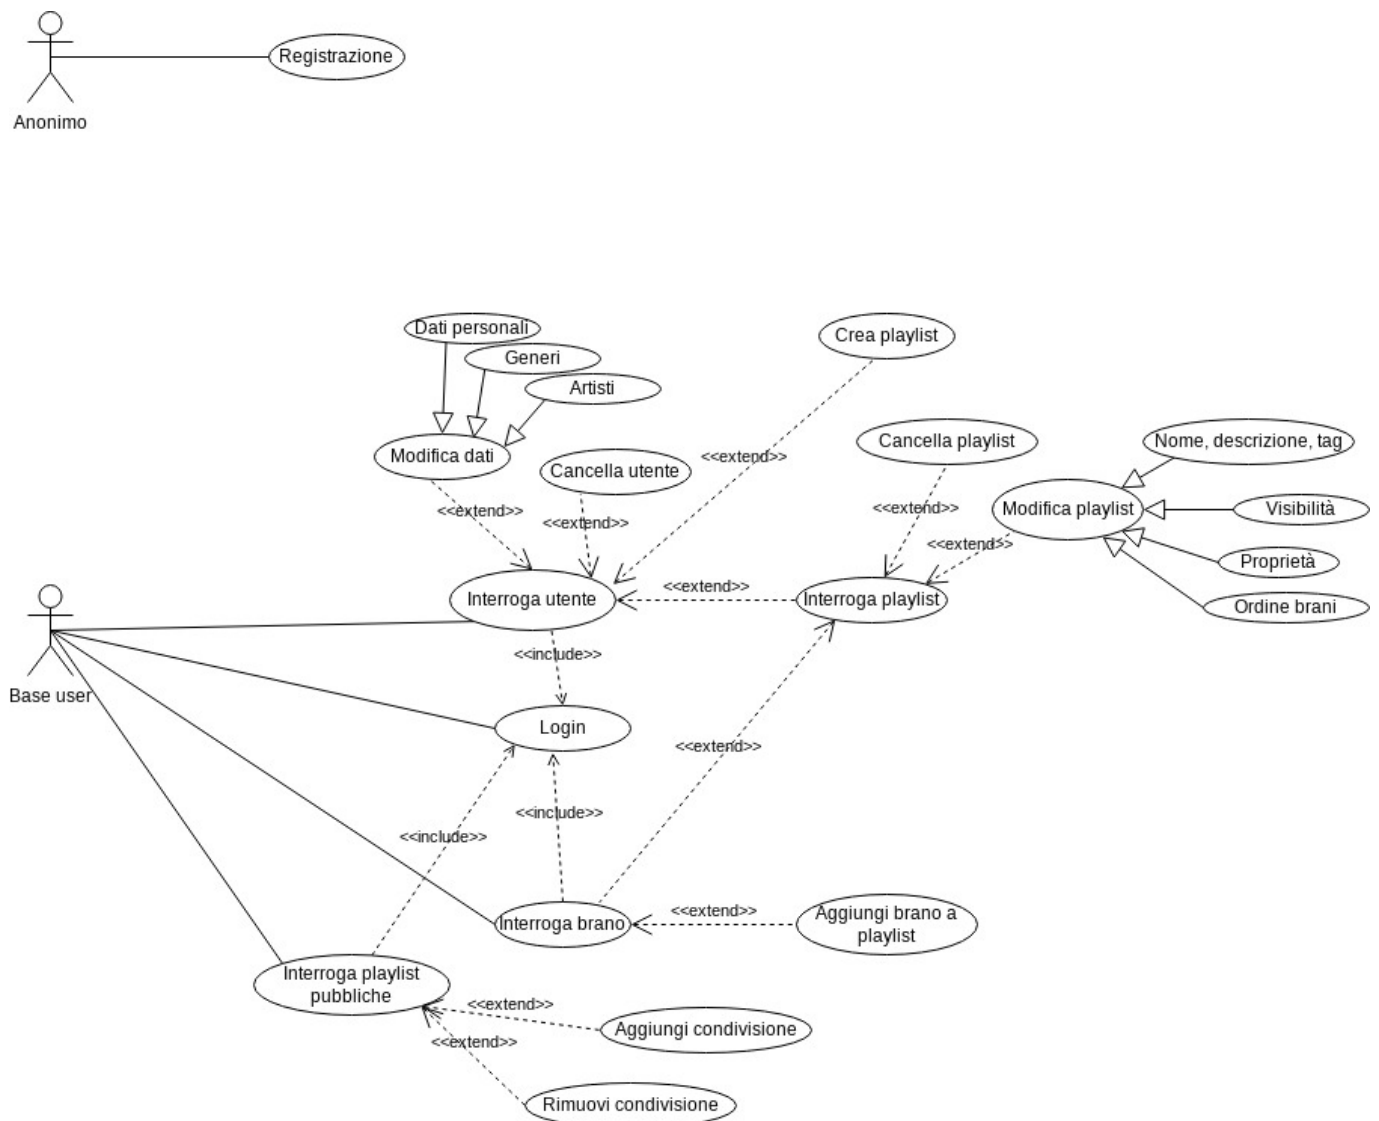 Registrazione
Anonimo
Dati personali
Generi
Artisti
Crea playlist
Modifica dati
Cancella utente
<<extend>>
Cancella playlist
Nome, descrizione, tag
<<extend>>
<<extend>>
<<extend>>
Modifica playlist
Visibilità
<<extend>>
Proprietà
Interroga utente
<<extend>>
Interroga playlist
Ordine brani
Base user
<<include>>
Login
<<extend>>
<<include>>
<<include>>
Interroga brano
<<extend>>
Aggiungi brano a
playlist
Interroga playlist
pubbliche
<<extend>>
Aggiungi condivisione
<<extend>>
Rimuovi condivisione